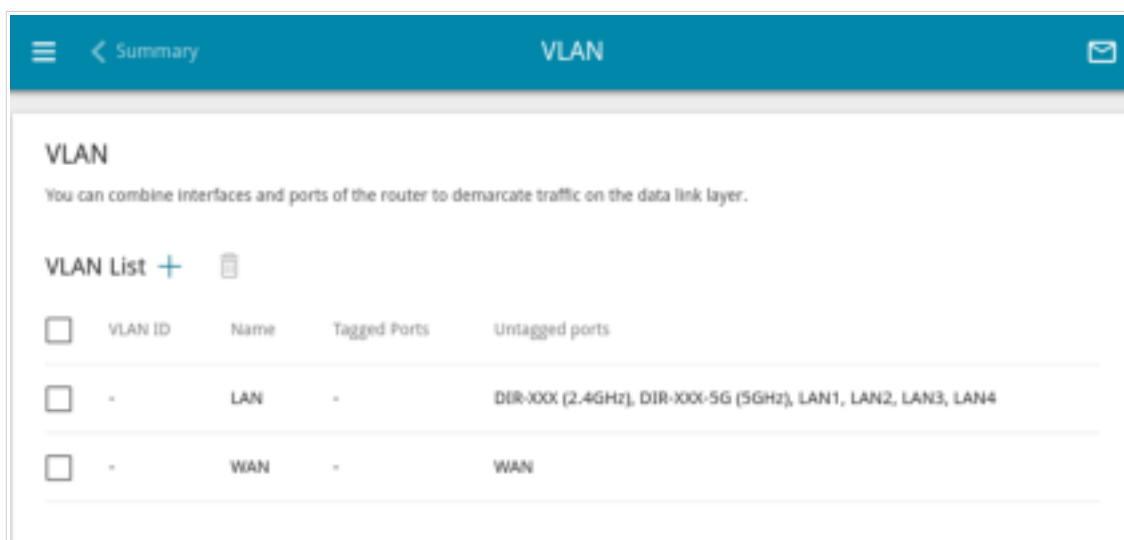 Summary VLAN
VLAN
You can combine interfaces and ports of the router to demarcate traffic on the data link layer.
VLAN List
VLAN ID Name Tagged Ports Untagged ports
- LAN - DIR-XXX (2.4GHz), DIR-XXX-5G (5GHz), LAN1, LAN2, LAN3, LAN4
- WAN - WAN